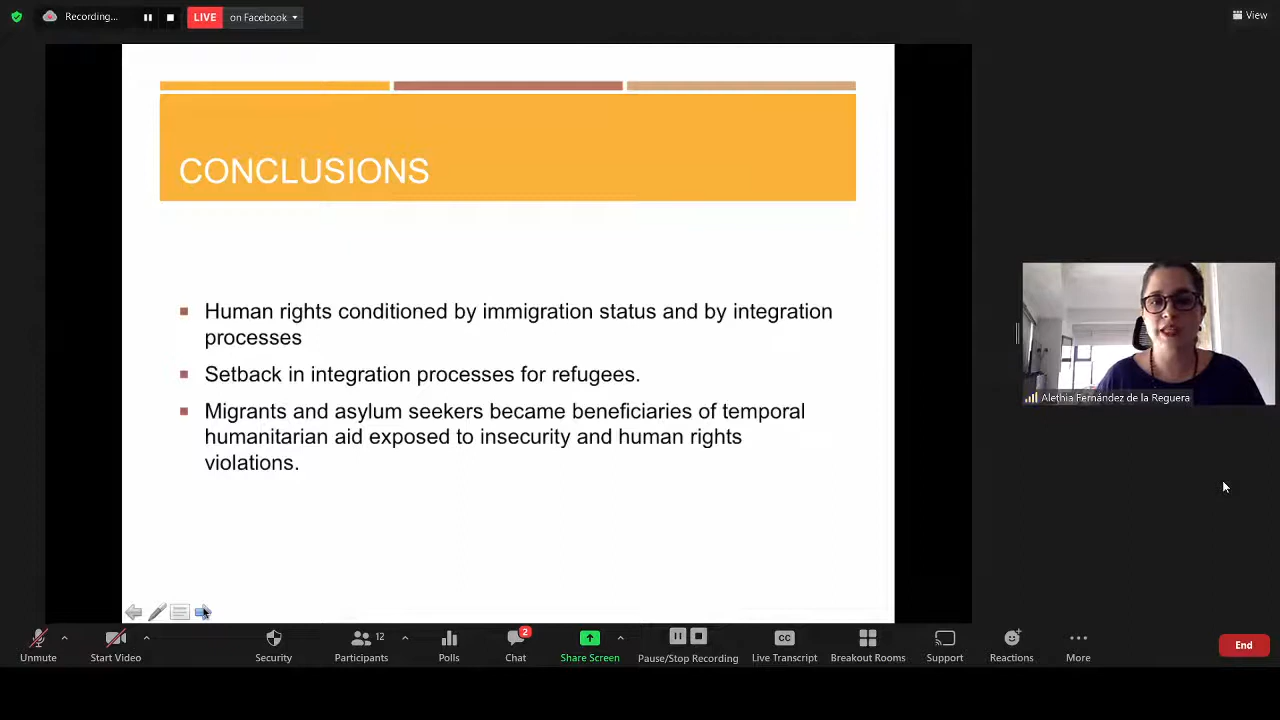 Recording...
LIVE on Facebook
View
CONCLUSIONS
Human rights conditioned by immigration status and by integration
processes
Setback in integration processes for refugees.
Migrants and asylum seekers became beneficiaries of temporal
humanitarian aid exposed to insecurity and human rights
violations.
Alethia Fernández de la Reguera
12
2
CC
Unmute
Start Video
Security
Participants
Polls
Chat
Share Screen
Pause/Stop Recording
Live Transcript
Breakout Rooms
Support
Reactions
More
End